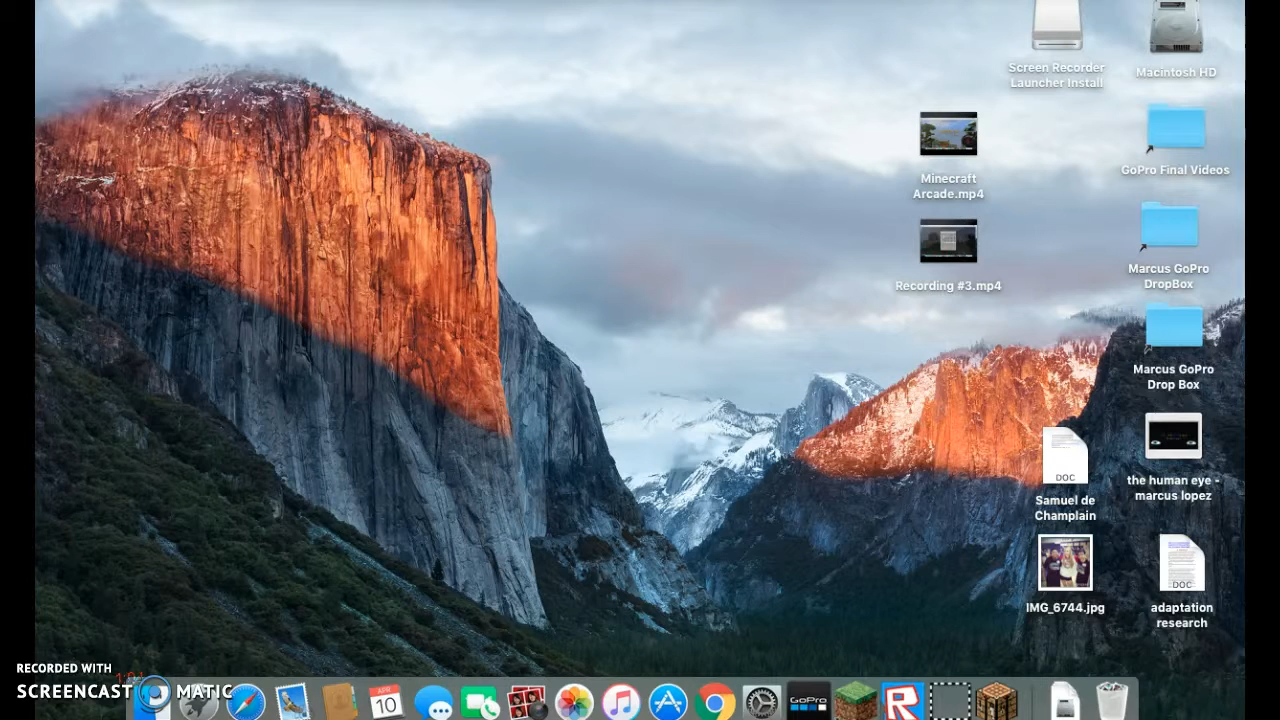 Screen Recorder
Launcher Install
Macintosh HD
Minecraft
Arcade.mp4
GoPro Final Videos
Recording #3.mp4
Marcus GoPro
DropBox
Marcus GoPro
Drop Box
Samuel de
Champlain
DOC
the human eye -
marcus lopez
IMG_6744.jpg
adaptation
research
DOC
RECORDED WITH
SCREENCAST MATIC
APR
10
GoPro